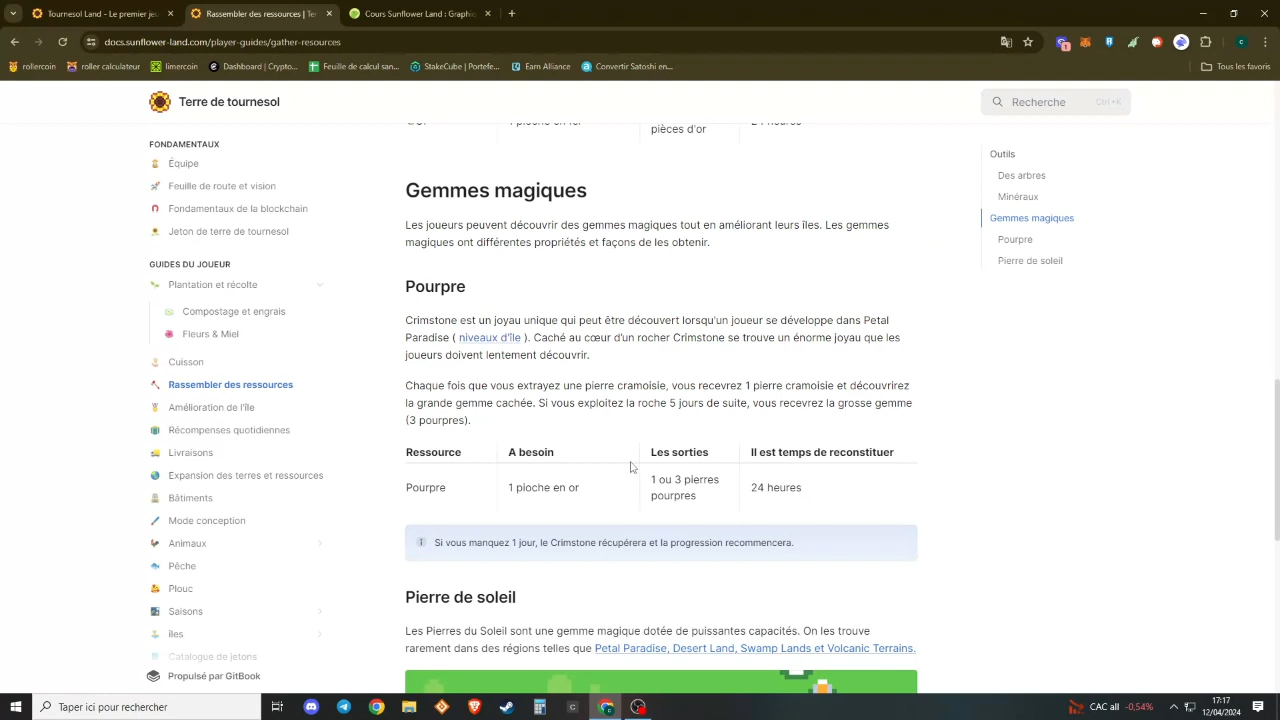 Tournesol-Land | Terre de tourne
Rassembler des ressources | Ter
Cours Sunflower Land : Graphiqu
docs.sunflower-land.com/player-guides/gather-resources
rollercoin
roller calculateur
limercoin
Dashboard | Crypto...
Feuille de calcul san...
StakeCube | Portefe...
Earn Alliance
Convertir Satoshi en...
Tous les favoris
Terre de tournesol
Recherche
Ctrl+K
FONDAMENTAUX
Équipe
Feuille de route et vision
Fondamentaux de la blockchain
Jeton de terre de tournesol
GUIDES DU JOUEUR
Plantation et récolte
Compostage et engrais
Fleurs & Miel
Cuisson
Rassembler des ressources
Amélioration de l'île
Récompenses quotidiennes
Livraisons
Expansion des terres et ressources
Bâtiments
Mode conception
Animaux
Pêche
Plouc
Saisons
îles
Catalogue de jetons
Propulsé par GitBook
1 pioche en fer
pièces d'or
24 heures
Gemmes magiques
Les joueurs peuvent découvrir des gemmes magiques tout en améliorant leurs îles. Les gemmes
magiques ont différentes propriétés et façons de les obtenir.
Pourpre
Crimstone est un joyau unique qui peut être découvert lorsqu'un joueur se développe dans Petal
Paradise ( niveaux d'île ). Caché au cœur d'un rocher Crimstone se trouve un énorme joyau que les
joueurs doivent lentement découvrir.
Chaque fois que vous extrayez une pierre cramoisie, vous recevrez 1 pierre cramoisie et découvrirez
la grande gemme cachée. Si vous exploitez la roche 5 jours de suite, vous recevrez la grosse gemme
(3 pourpres).
Ressource A besoin Les sorties Il est temps de reconstituer
Pourpre 1 pioche en or 1 ou 3 pierres pourpres 24 heures
Si vous manquez 1 jour, le Crimstone récupérera et la progression recommencera.
Pierre de soleil
Les Pierres du Soleil sont une gemme magique dotée de puissantes capacités. On les trouve
rarement dans des régions telles que Petal Paradise, Desert Land, Swamp Lands et Volcanic Terrains.
Outils
Des arbres
Minéraux
Gemmes magiques
Pourpre
Pierre de soleil
Taper ici pour rechercher
CAC all -0,54%
17:17
12/04/2024